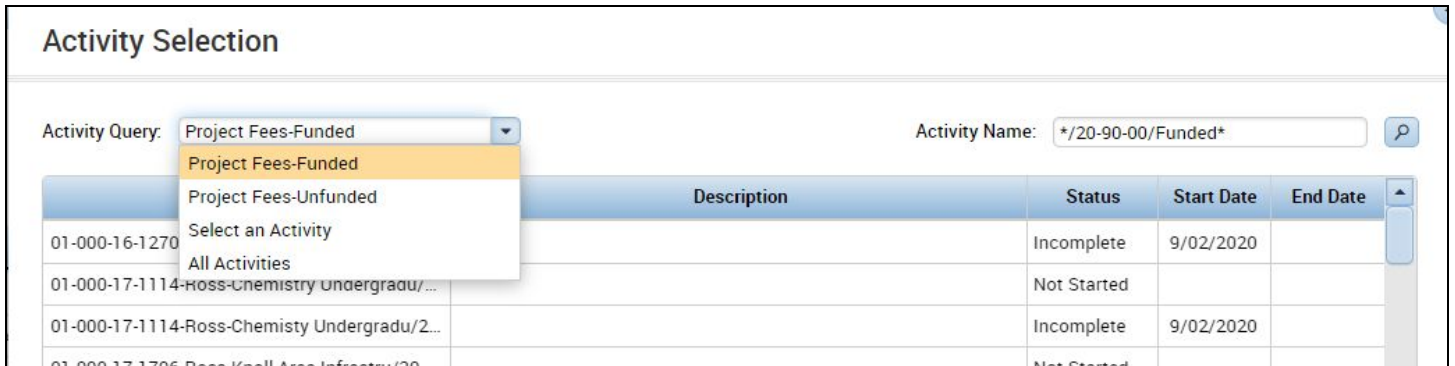 Activity Selection
Activity Query: Project Fees-Funded Activity Name: */20-90-00/Funded*
Project Fees-Funded
Project Fees-Unfunded
Select an Activity
All Activities
Description Status Start Date End Date
01-000-16-1270 Incomplete 9/02/2020
01-000-17-1114-Ross-Chemistry Undergradu/... Not Started
01-000-17-1114-Ross-Chemisty Undergradu/2... Incomplete 9/02/2020
Not Started